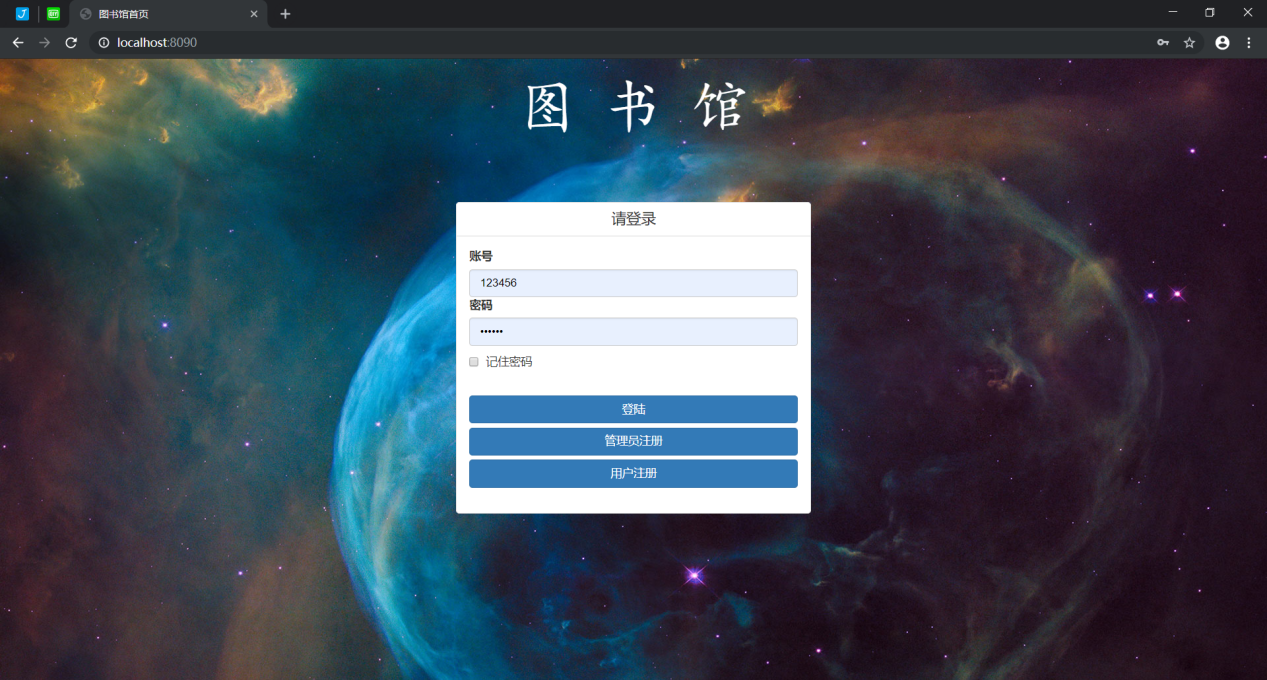 图书馆首页
localhost:8090
图 书 馆
请登录
账号
123456
密码
••••••
记住密码
登陆
管理员注册
用户注册